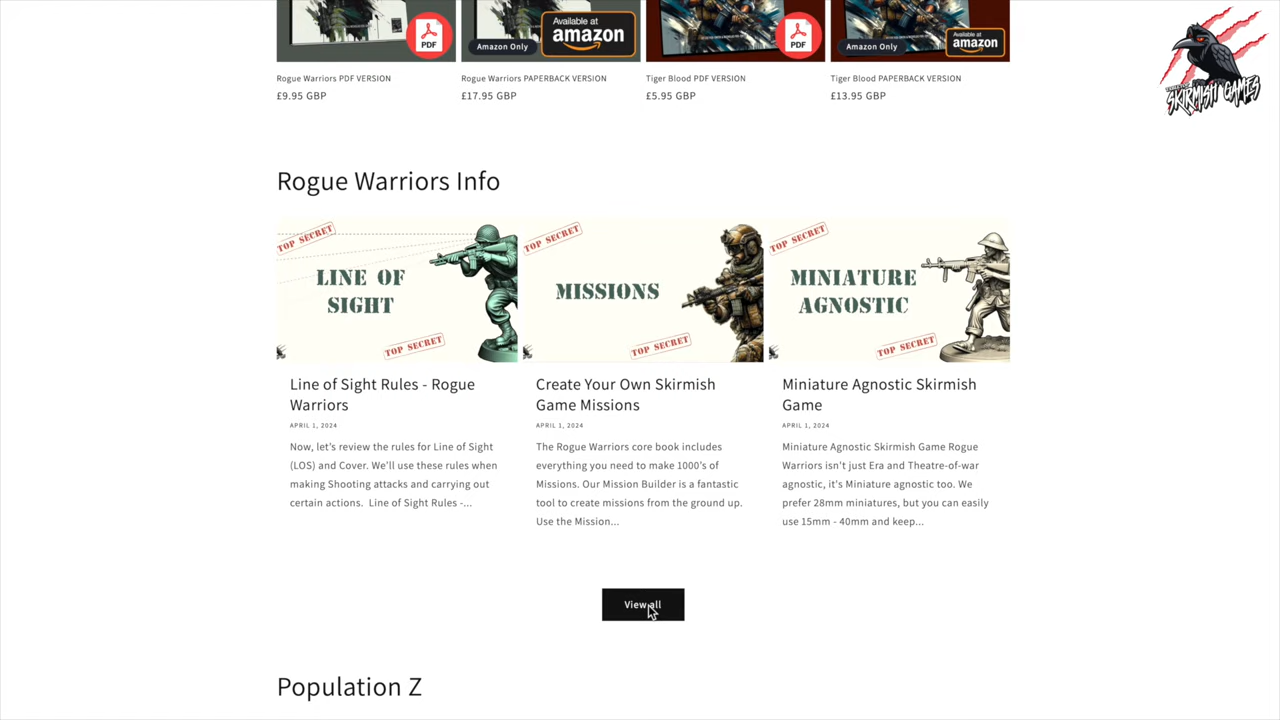 PDF
Amazon Only
Available at
amazon
PDF
Amazon Only
Available at
amazon
Rogue Warriors PDF VERSION
£9.95 GBP
Rogue Warriors PAPERBACK VERSION
£17.95 GBP
Tiger Blood PDF VERSION
£5.95 GBP
Tiger Blood PAPERBACK VERSION
£13.95 GBP
SKIRMISH GAMES
Rogue Warriors Info
TOP SECRET
LINE OF
SIGHT
TOP SECRET
TOP SECRET
MISSIONS
TOP SECRET
TOP SECRET
MINIATURE
AGNOSTIC
TOP SECRET
Line of Sight Rules - Rogue
Warriors
APRIL 1, 2024
Now, let's review the rules for Line of Sight
(LOS) and Cover. We'll use these rules when
making Shooting attacks and carrying out
certain actions. Line of Sight Rules -...
Create Your Own Skirmish
Game Missions
APRIL 1, 2024
The Rogue Warriors core book includes
everything you need to make 1000's of
Missions. Our Mission Builder is a fantastic
tool to create missions from the ground up.
Use the Mission...
Miniature Agnostic Skirmish
Game
APRIL 1, 2024
Miniature Agnostic Skirmish Game Rogue
Warriors isn't just Era and Theatre-of-war
agnostic, it's Miniature agnostic too. We
prefer 28mm miniatures, but you can easily
use 15mm - 40mm and keep...
View all
Population Z